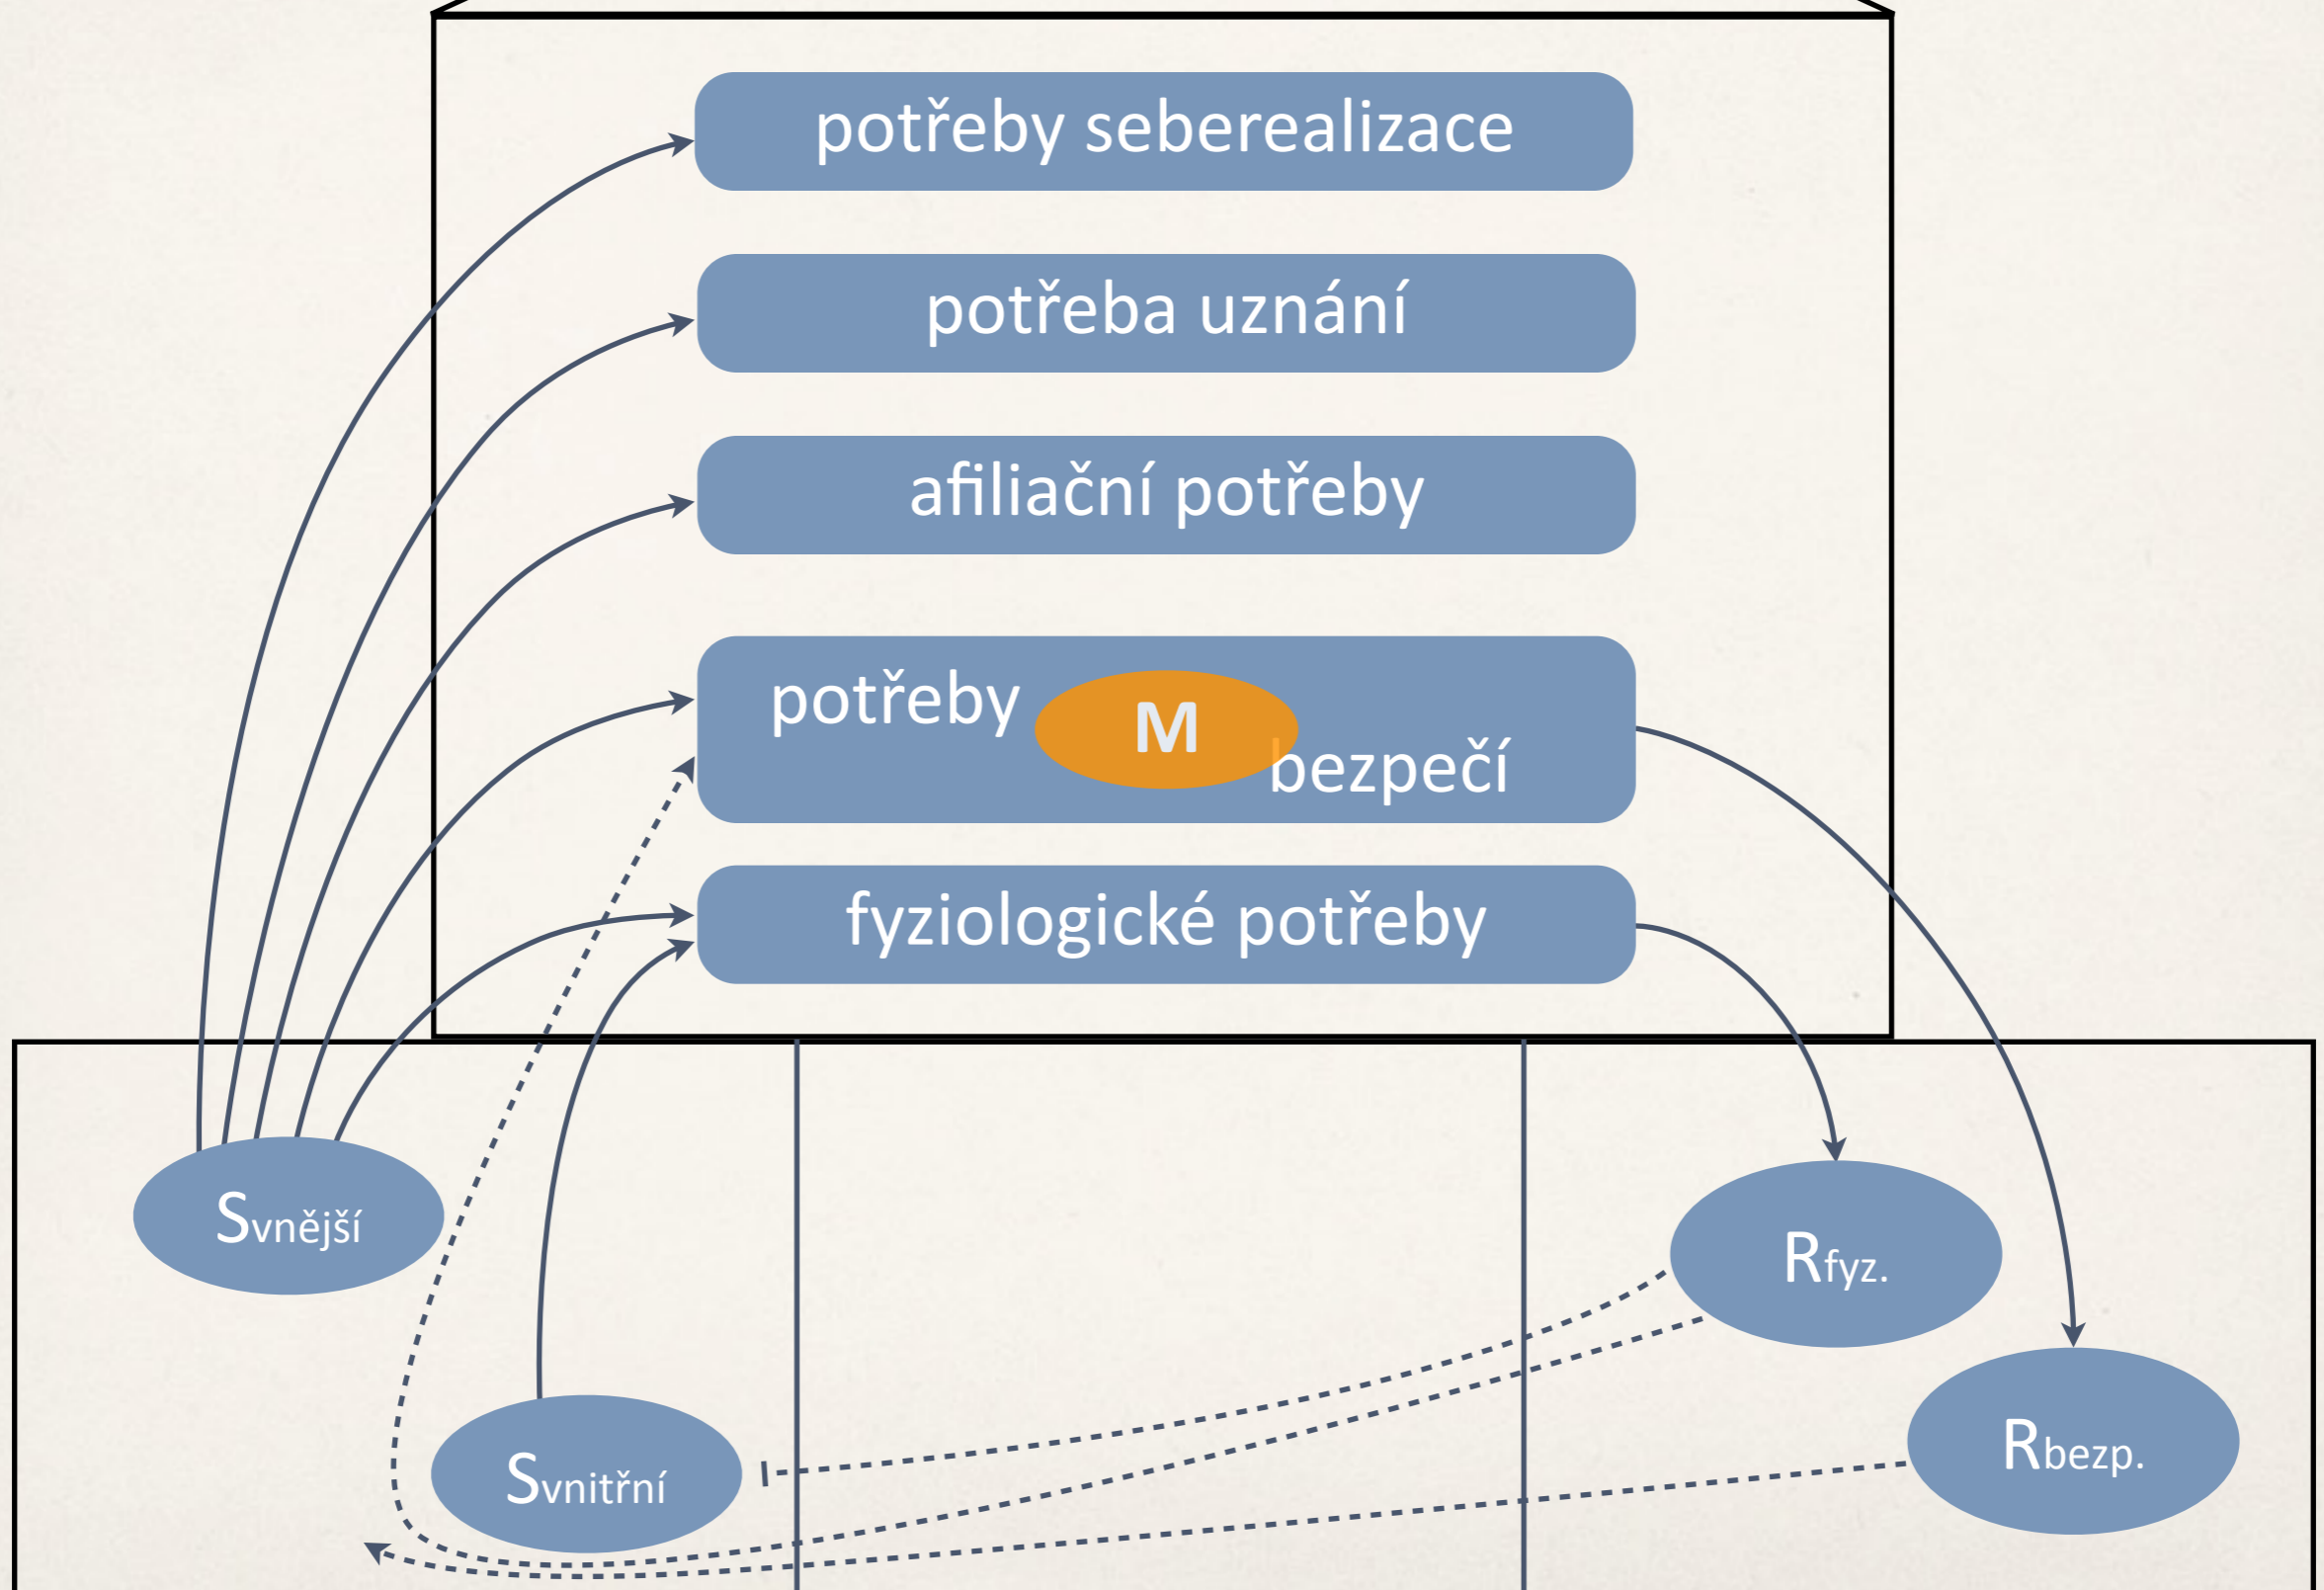 potřeby seberealizace
potřeba uznání
afiliační potřeby
potřeby
M
bezpečí
fyziologické potřeby
Svnější
Rfyz.
Rbezp.
Svnitřní